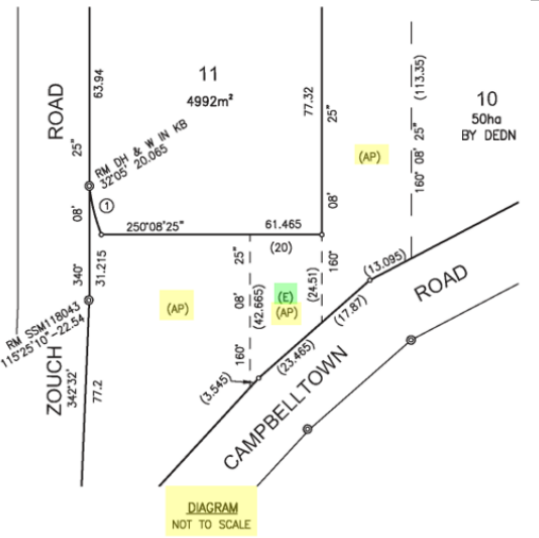 11
4992m²
10
50ha
BY DEDN
ROAD
63.94
25"
08'
340°
RM DH & W IN KB
32°05' 20.065
1
77.32
25"
08'
160°
(113.35)
160° 08' 25"
(AP)
250°08'25"
61.465
(20)
31.215
RM SSM118043
115°25'10"-22.54
ZOUCH
342°32'
77.2
(AP)
25"
08'
160°
(42.665)
(E)
(AP)
(24.51)
(13.095)
(17.87)
(23.465)
(3.545)
CAMPBELLTOWN
ROAD
DIAGRAM
NOT TO SCALE